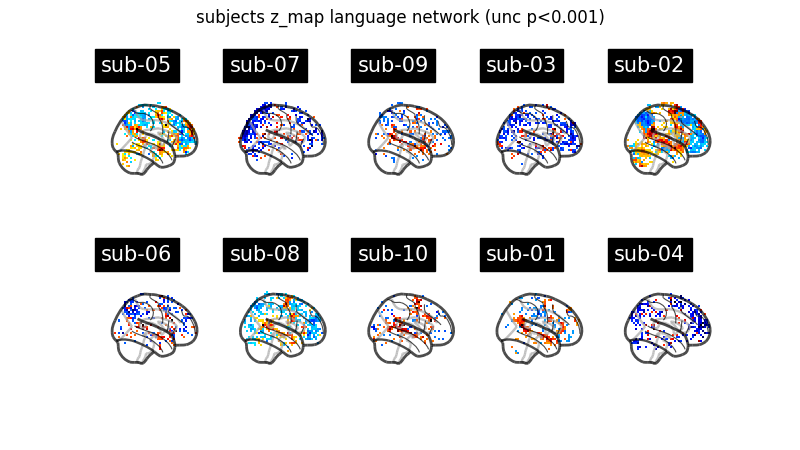 subjects z_map language network (unc p<0.001)
sub-05 sub-07 sub-09 sub-03 sub-02
sub-06 sub-08 sub-10 sub-01 sub-04